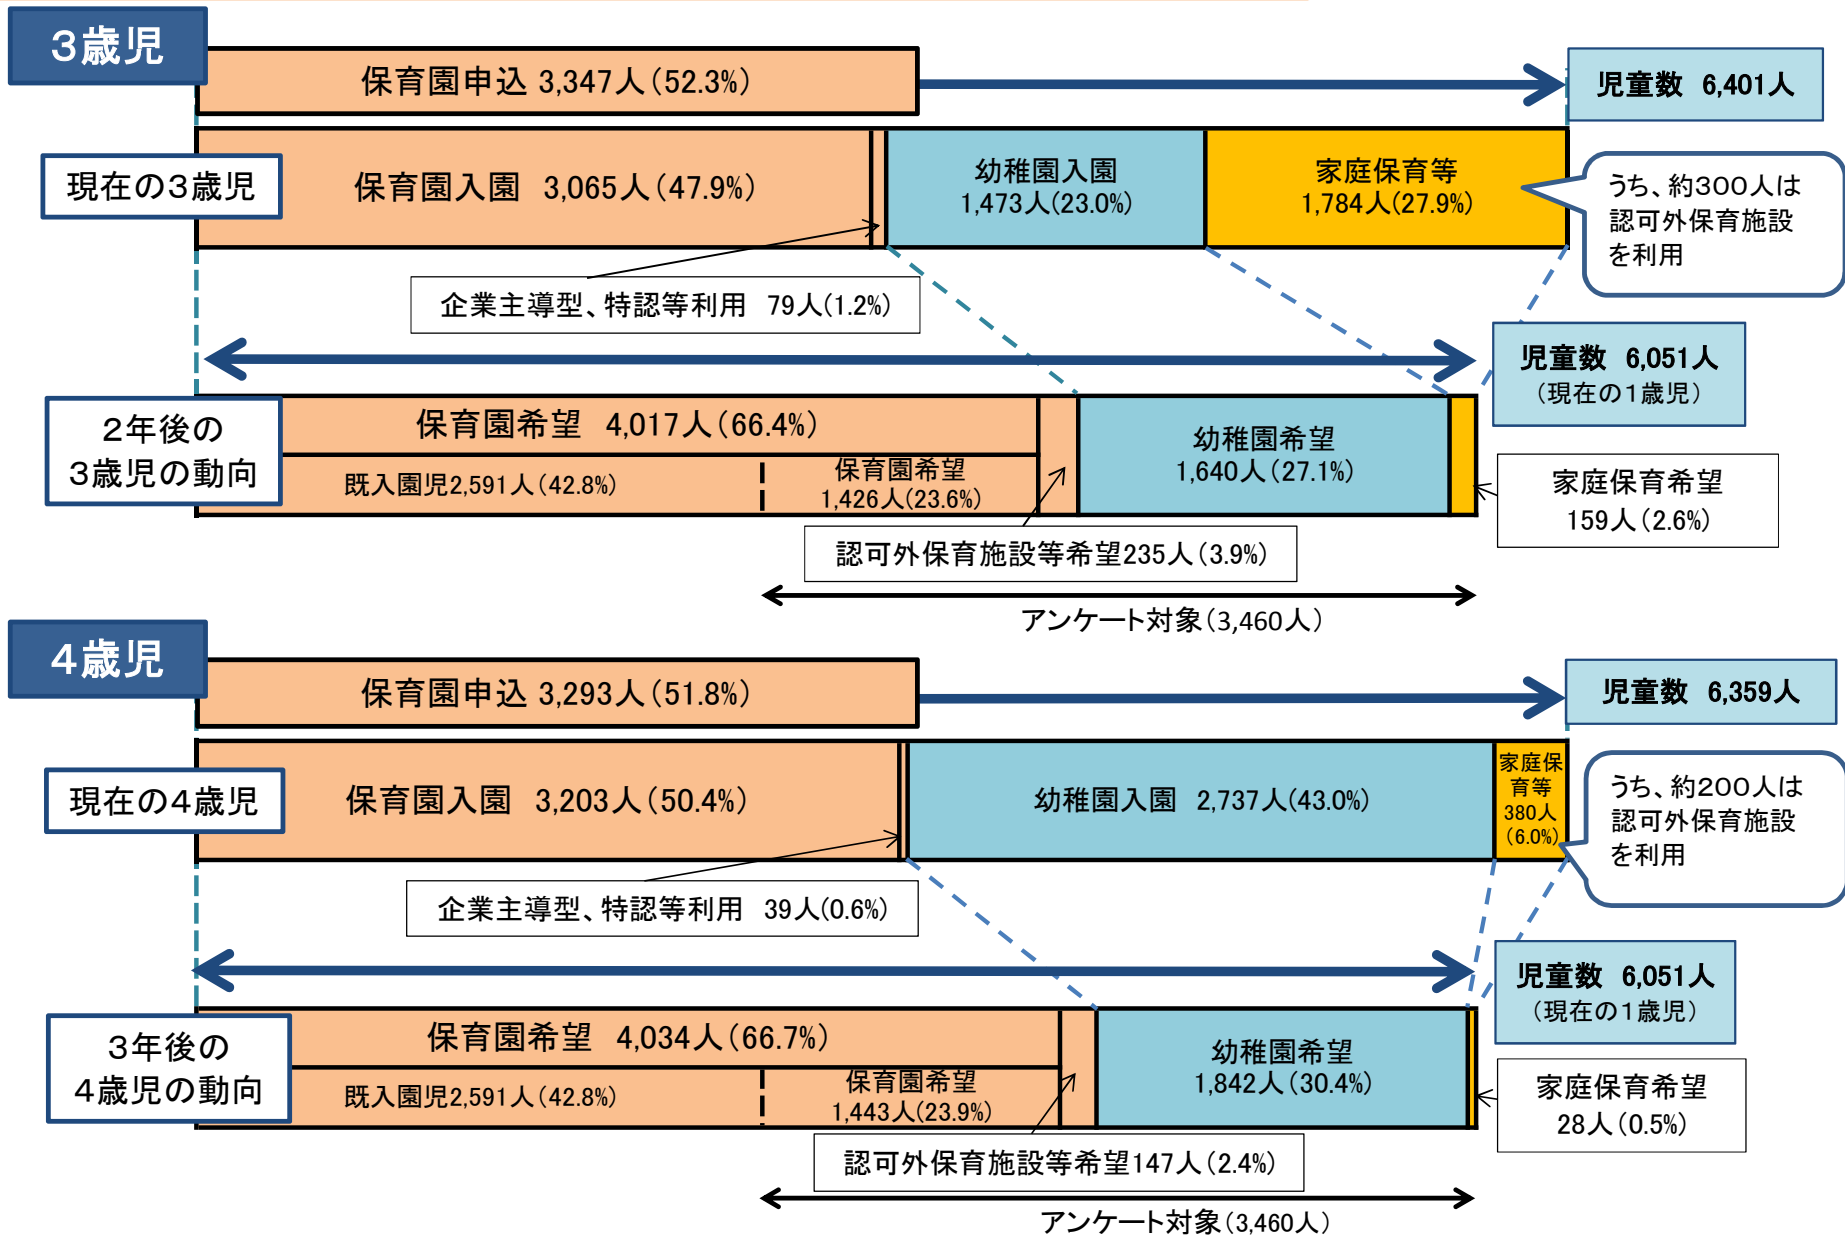 3歳児
保育園申込 3,347人(52.3%)
児童数 6,401人
現在の3歳児
保育園入園 3,065人(47.9%)
幼稚園入園
1,473人(23.0%)
家庭保育等
1,784人(27.9%)
うち、約300人は
認可外保育施設
を利用
企業主導型、特認等利用 79人(1.2%)
児童数 6,051人
(現在の1歳児)
2年後の
3歳児の動向
保育園希望 4,017人(66.4%)
既入園児2,591人(42.8%)
保育園希望
1,426人(23.6%)
幼稚園希望
1,640人(27.1%)
家庭保育希望
159人(2.6%)
認可外保育施設等希望235人(3.9%)
アンケート対象(3,460人)
4歳児
保育園申込 3,293人(51.8%)
児童数 6,359人
現在の4歳児
保育園入園 3,203人(50.4%)
幼稚園入園 2,737人(43.0%)
家庭保
育等
380人
(6.0%)
うち、約200人は
認可外保育施設
を利用
企業主導型、特認等利用 39人(0.6%)
児童数 6,051人
(現在の1歳児)
3年後の
4歳児の動向
保育園希望 4,034人(66.7%)
既入園児2,591人(42.8%)
保育園希望
1,443人(23.9%)
幼稚園希望
1,842人(30.4%)
家庭保育希望
28人(0.5%)
認可外保育施設等希望147人(2.4%)
アンケート対象(3,460人)